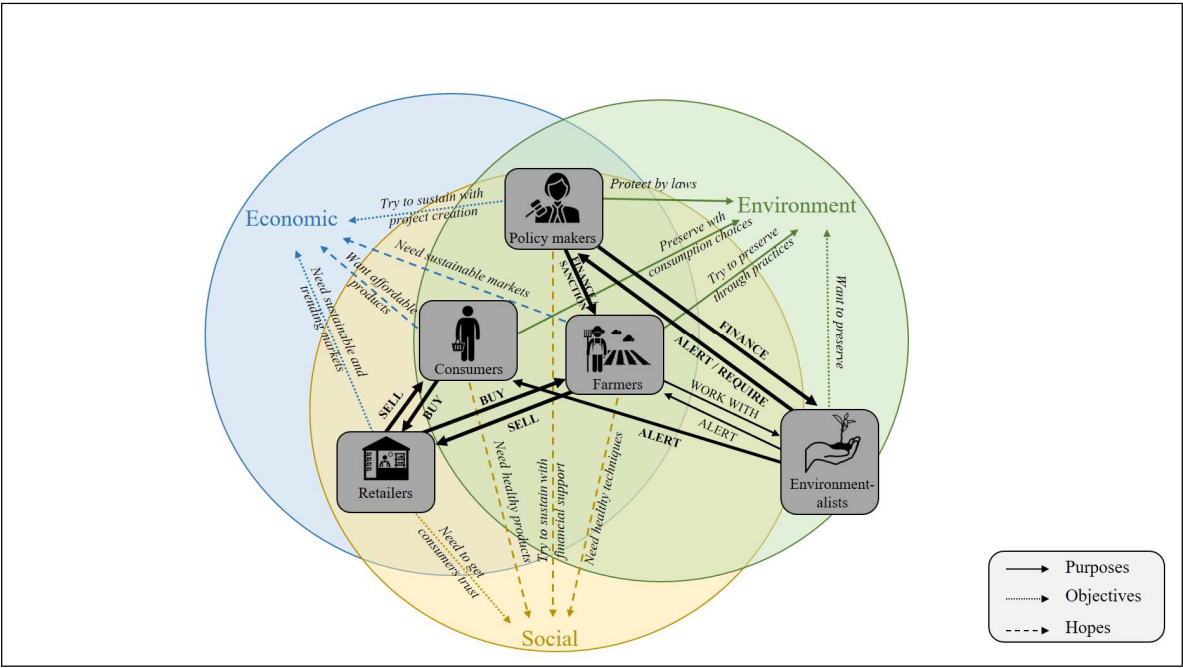 Protect by laws
Try to sustain with
project creation
Economic
Environment
Policy makers
Preserve wth
consumption choices
Try to preserve
through practices
Need sustainable markets
Want affordable
products
FINANCE /
SANCTION
Need sustainable and
trending markets
Want to preserve
FINANCE
ALERT / REQUIRE
Consumers
Farmers
SELL
BUY
BUY
SELL
WORK WITH
ALERT
ALERT
Retailers
Environment-
alists
Need healthy products
Try to sustain with
financial support
Need healthy techniques
Need to get
consumers trust
Social
Purposes
Objectives
Hopes